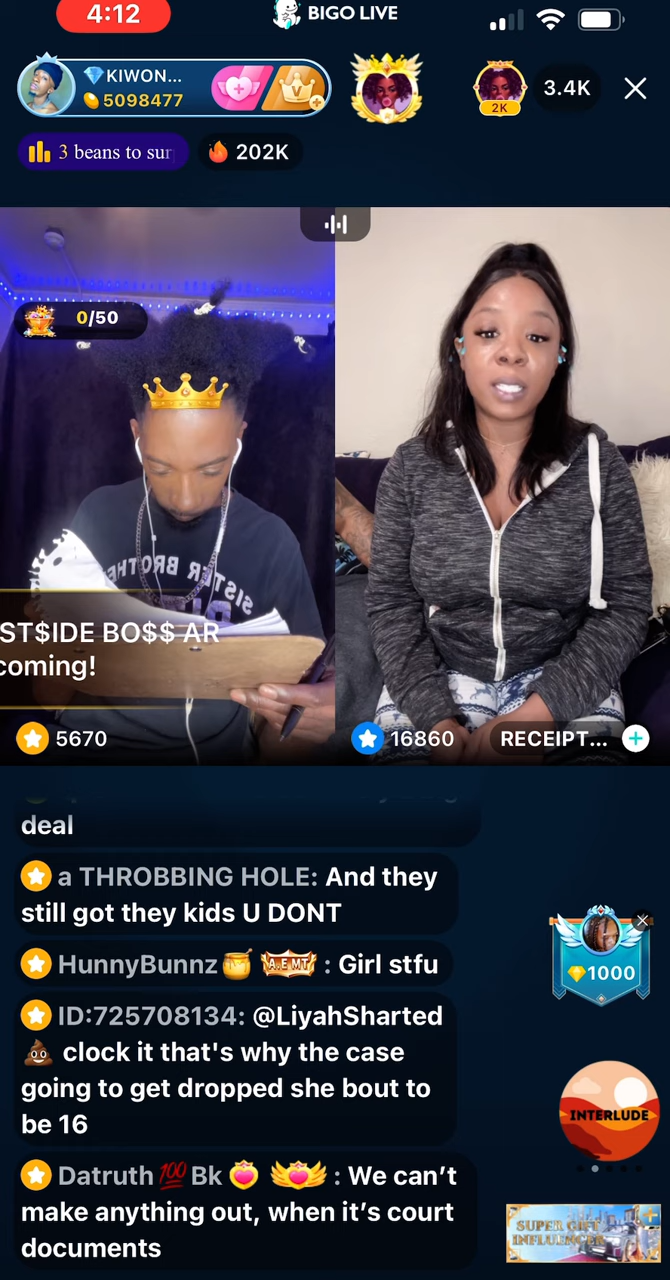 4:12
BIGO LIVE
KIWON...
5098477
2K
3.4K
3 beans to sur
202K
0/50
SISTER BROTHE
ST$IDE BO$$ AR
coming!
5670
16860
RECEIPT...
deal
a THROBBING HOLE: And they
still got they kids U DONT
HunnyBunnz🍯 A.E MT : Girl stfu
ID:725708134: @LiyahSharted
💩 clock it that's why the case
going to get dropped she bout to
be 16
Datruth💯Bk : We can't
make anything out, when it's court
documents
1000
INTERLUDE
SUPER GIFT
INFLUENCER